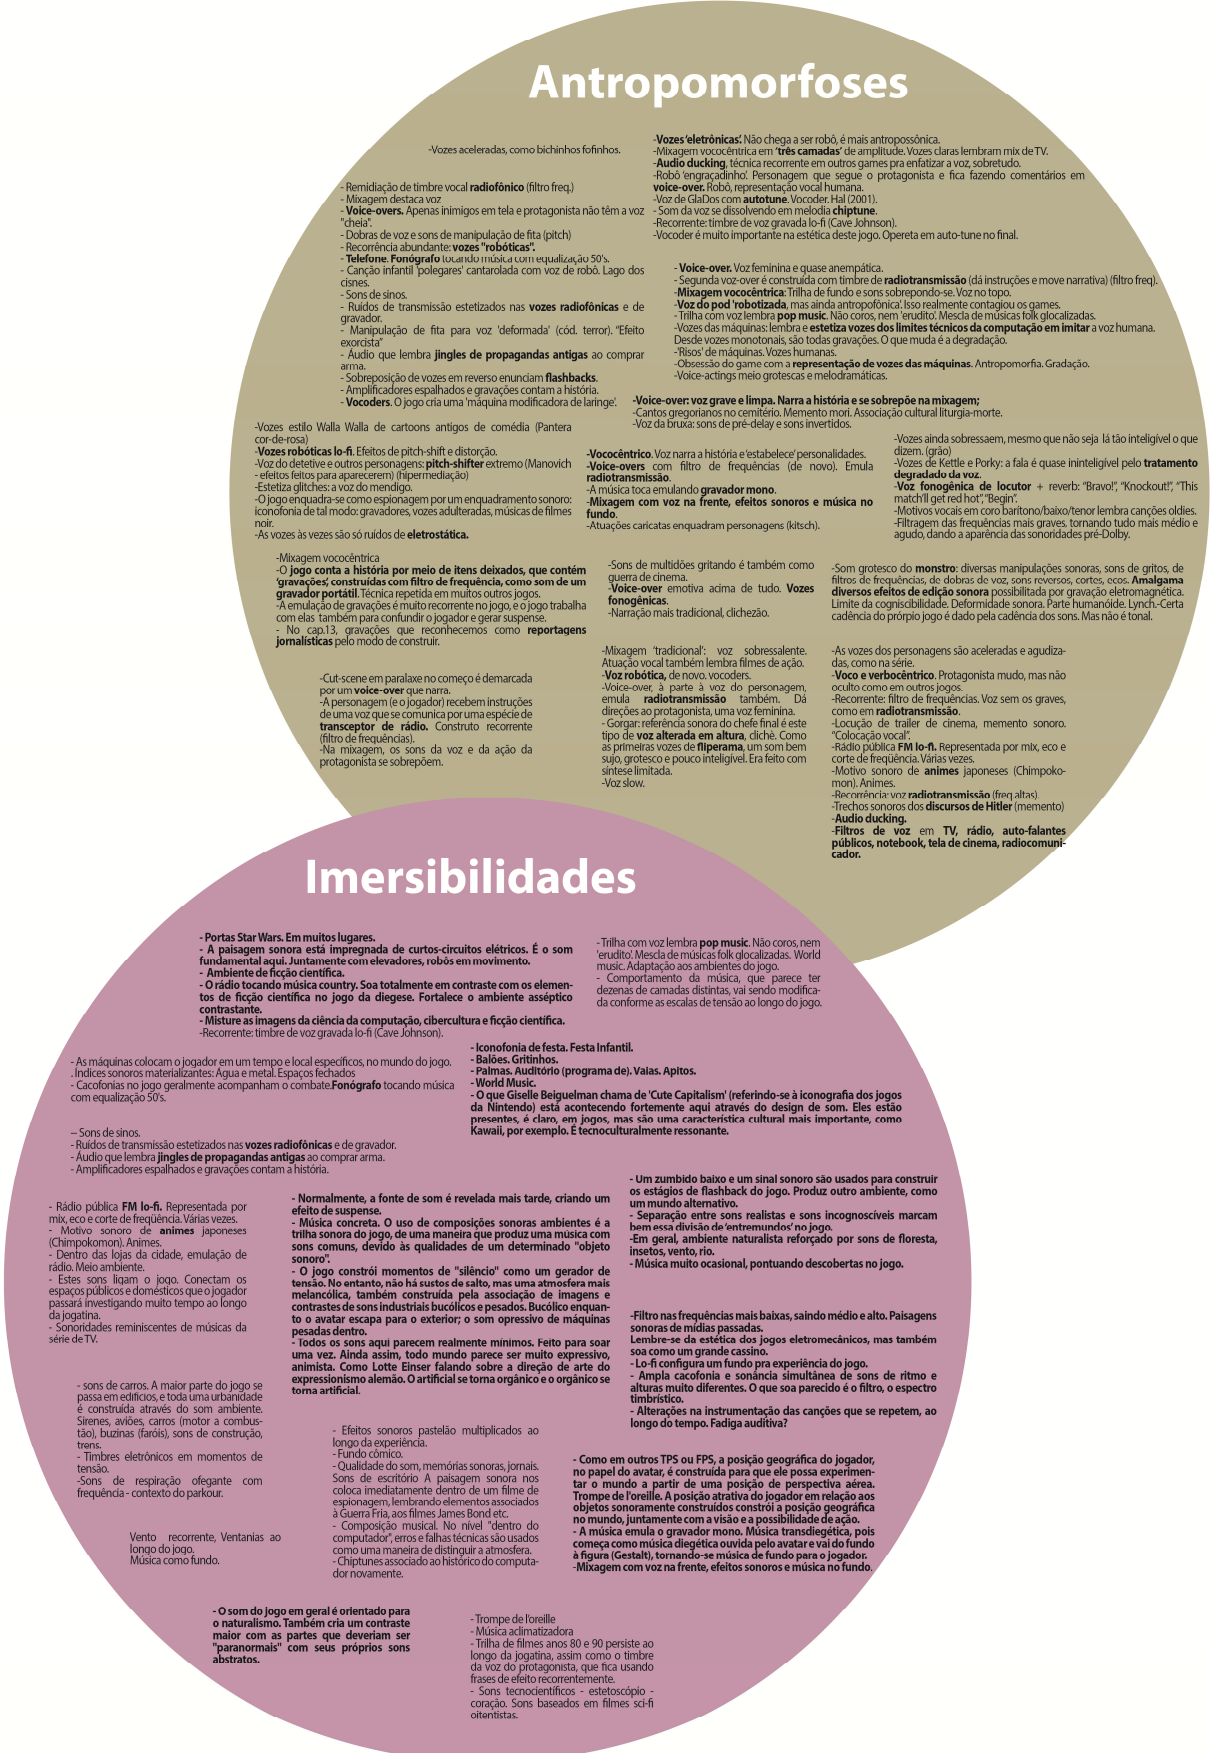 Antropomorfoses
-Vozes aceleradas, como bichinhos fofinhos.
-Vozes 'eletrônicas'. Não chega a ser robô, é mais antropossônica.
-Mixagem vococêntrica em 'três camadas' de amplitude. Vozes claras lembram mix de TV.
-Audio ducking, técnica recorrente em outros games pra enfatizar a voz, sobretudo.
-Robô 'engraçadinho'. Personagem que segue o protagonista e fica fazendo comentários em
voice-over. Robô, representação vocal humana.
-Voz de GlaDos com autotune. Vocoder. Hal (2001).
- Som da voz se dissolvendo em melodia chiptune.
-Recorrente: timbre de voz gravada lo-fi (Cave Johnson).
-Vocoder é muito importante na estética deste jogo. Opereta em auto-tune no final.
- Remidiação de timbre vocal radiofônico (filtro freq.)
- Mixagem destaca voz
- Voice-overs. Apenas inimigos em tela e protagonista não têm a voz
"cheia".
- Dobras de voz e sons de manipulação de fita (pitch)
- Recorrência abundante: vozes "robóticas".
- Telefone. Fonógrafo tocando música com equalização 50's.
- Canção infantil 'polegares' cantarolada com voz de robô. Lago dos
cisnes.
- Sons de sinos.
- Ruídos de transmissão estetizados nas vozes radiofônicas e de
gravador.
- Manipulação de fita para voz 'deformada' (cód. terror). "Efeito
exorcista"
- Áudio que lembra jingles de propagandas antigas ao comprar
arma.
- Sobreposição de vozes em reverso enunciam flashbacks.
- Amplificadores espalhados e gravações contam a história.
- Vocoders. O jogo cria uma 'máquina modificadora de laringe'.
- Voice-over. Voz feminina e quase anempática.
- Segunda voz-over é construída com timbre de radiotransmissão (dá instruções e move narrativa) (filtro freq).
-Mixagem vococêntrica: Trilha de fundo e sons sobrepondo-se. Voz no topo.
-Voz do pod 'robotizada, mas ainda antropofônica'. Isso realmente contagiou os games.
- Trilha com voz lembra pop music. Não coros, nem 'erudito'. Mescla de músicas folk glocalizadas.
-Vozes das máquinas: lembra e estetiza vozes dos limites técnicos da computação em imitar a voz humana.
Desde vozes monotonais, são todas gravações. O que muda é a degradação.
-'Risos' de máquinas. Vozes humanas.
-Obsessão do game com a representação de vozes das máquinas. Antropomorfia. Gradação.
-Voice-actings meio grotescas e melodramáticas.
-Voice-over: voz grave e limpa. Narra a história e se sobrepõe na mixagem;
-Cantos gregorianos no cemitério. Memento mori. Associação cultural liturgia-morte.
-Voz da bruxa: sons de pré-delay e sons invertidos.
-Vozes estilo Walla Walla de cartoons antigos de comédia (Pantera
cor-de-rosa)
-Vozes robóticas lo-fi. Efeitos de pitch-shift e distorção.
-Voz do detetive e outros personagens: pitch-shifter extremo (Manovich
- efeitos feitos para aparecerem) (hipermediação)
-Estetiza glitches: a voz do mendigo.
-O jogo enquadra-se como espionagem por um enquadramento sonoro:
iconofonia de tal modo: gravadores, vozes adulteradas, músicas de filmes
noir.
-As vozes às vezes são só ruídos de eletrostática.
-Vococêntrico. Voz narra a história e 'estabelece' personalidades.
-Voice-overs com filtro de frequências (de novo). Emula
radiotransmissão.
-A música toca emulando gravador mono.
-Mixagem com voz na frente, efeitos sonoros e música no
fundo.
-Atuações caricatas enquadram personagens (kitsch).
-Vozes ainda sobressaem, mesmo que não seja lá tão inteligível o que
dizem. (grão)
-Vozes de Kettle e Porky: a fala é quase ininteligível pelo tratamento
degradado da voz.
-Voz fonogênica de locutor + reverb: "Bravo!", "Knockout!", "This
match'll get red hot", "Begin".
-Motivos vocais em coro barítono/baixo/tenor lembra canções oldies.
-Filtragem das frequências mais graves, tornando tudo mais médio e
agudo, dando a aparência das sonoridades pré-Dolby.
-Mixagem vococêntrica
-O jogo conta a história por meio de itens deixados, que contém
'gravações', construídas com filtro de frequência, como som de um
gravador portátil. Técnica repetida em muitos outros jogos.
-A emulação de gravações é muito recorrente no jogo, e o jogo trabalha
com elas também para confundir o jogador e gerar suspense.
- No cap.13, gravações que reconhecemos como reportagens
jornalísticas pelo modo de construir.
-Sons de multidões gritando é também como
guerra de cinema.
-Voice-over emotiva acima de tudo. Vozes
fonogênicas.
-Narração mais tradicional, clichezão.
-Som grotesco do monstro: diversas manipulações sonoras, sons de gritos, de
filtros de frequências, de dobras de voz, sons reversos, cortes, ecos. Amalgama
diversos efeitos de edição sonora possibilitada por gravação eletromagnética.
Limite da cogniscibilidade. Deformidade sonora. Parte humanóide. Lynch.-Certa
cadência do prórpio jogo é dado pela cadência dos sons. Mas não é tonal.
-Cut-scene em paralaxe no começo é demarcada
por um voice-over que narra.
-A personagem (e o jogador) recebem instruções
de uma voz que se comunica por uma espécie de
transceptor de rádio. Construto recorrente
(filtro de frequências).
-Na mixagem, os sons da voz e da ação da
protagonista se sobrepõem.
-Mixagem 'tradicional': voz sobressalente.
Atuação vocal também lembra filmes de ação.
-Voz robótica, de novo. vocoders.
-Voice-over, à parte à voz do personagem,
emula radiotransmissão também. Dá
direções ao protagonista, uma voz feminina.
- Gorgar: referência sonora do chefe final é este
tipo de voz alterada em altura, clichè. Como
as primeiras vozes de fliperama, um som bem
sujo, grotesco e pouco inteligível. Era feito com
síntese limitada.
-Voz slow.
-As vozes dos personagens são aceleradas e agudiza-
das, como na série.
-Voco e verbocêntrico. Protagonista mudo, mas não
oculto como em outros jogos.
-Recorrente: filtro de frequências. Voz sem os graves,
como em radiotransmissão.
-Locução de trailer de cinema, memento sonoro.
"Colocação vocal".
-Rádio pública FM lo-fi. Representada por mix, eco e
corte de freqüência. Várias vezes.
-Motivo sonoro de animes japoneses (Chimpoko-
mon). Animes.
-Recorrência: voz radiotransmissão (freq.altas).
-Trechos sonoros dos discursos de Hitler (memento)
-Audio ducking.
-Filtros de voz em TV, rádio, auto-falantes
públicos, notebook, tela de cinema, radiocomuni-
cador.
Imersibilidades
- Portas Star Wars. Em muitos lugares.
- A paisagem sonora está impregnada de curtos-circuitos elétricos. É o som
fundamental aqui. Juntamente com elevadores, robôs em movimento.
- Ambiente de ficção científica.
- O rádio tocando música country. Soa totalmente em contraste com os elemen-
tos de ficção científica no jogo da diegese. Fortalece o ambiente asséptico
contrastante.
- Misture as imagens da ciência da computação, cibercultura e ficção científica.
-Recorrente: timbre de voz gravada lo-fi (Cave Johnson).
- Trilha com voz lembra pop music. Não coros, nem
'erudito'. Mescla de músicas folk glocalizadas. World
music. Adaptação aos ambientes do jogo.
- Comportamento da música, que parece ter
dezenas de camadas distintas, vai sendo modifica-
da conforme as escalas de tensão ao longo do jogo.
- As máquinas colocam o jogador em um tempo e local específicos, no mundo do jogo.
. Índices sonoros materializantes: Água e metal. Espaços fechados
- Cacofonias no jogo geralmente acompanham o combate.Fonógrafo tocando música
com equalização 50's.
- Iconofonia de festa. Festa Infantil.
- Balões. Gritinhos.
- Palmas. Auditório (programa de). Vaias. Apitos.
- World Music.
- O que Giselle Beiguelman chama de 'Cute Capitalism' (referindo-se à iconografia dos jogos
da Nintendo) está acontecendo fortemente aqui através do design de som. Eles estão
presentes, é claro, em jogos, mas são uma característica cultural mais importante, como
Kawaii, por exemplo. É tecnoculturalmente ressonante.
– Sons de sinos.
- Ruídos de transmissão estetizados nas vozes radiofônicas e de gravador.
- Áudio que lembra jingles de propagandas antigas ao comprar arma.
- Amplificadores espalhados e gravações contam a história.
- Rádio pública FM lo-fi. Representada por
mix, eco e corte de freqüência. Várias vezes.
- Motivo sonoro de animes japoneses
(Chimpokomon). Animes.
- Dentro das lojas da cidade, emulação de
rádio. Meio ambiente.
- Estes sons ligam o jogo. Conectam os
espaços públicos e domésticos que o jogador
passará investigando muito tempo ao longo
da jogatina.
- Sonoridades reminiscentes de músicas da
série de TV.
- Normalmente, a fonte de som é revelada mais tarde, criando um
efeito de suspense.
- Música concreta. O uso de composições sonoras ambientes é a
trilha sonora do jogo, de uma maneira que produz uma música com
sons comuns, devido às qualidades de um determinado "objeto
sonoro".
- O jogo constrói momentos de "silêncio" como um gerador de
tensão. No entanto, não há sustos de salto, mas uma atmosfera mais
melancólica, também construída pela associação de imagens e
contrastes de sons industriais bucólicos e pesados. Bucólico enquan-
to o avatar escapa para o exterior; o som opressivo de máquinas
pesadas dentro.
- Todos os sons aqui parecem realmente mínimos. Feito para soar
uma vez. Ainda assim, todo mundo parece ser muito expressivo,
animista. Como Lotte Einser falando sobre a direção de arte do
expressionismo alemão. O artificial se torna orgânico e o orgânico se
torna artificial.
- Um zumbido baixo e um sinal sonoro são usados para construir
os estágios de flashback do jogo. Produz outro ambiente, como
um mundo alternativo.
- Separação entre sons realistas e sons incognoscíveis marcam
bem essa divisão de 'entremundos' no jogo.
-Em geral, ambiente naturalista reforçado por sons de floresta,
insetos, vento, rio.
- Música muito ocasional, pontuando descobertas no jogo.
-Filtro nas frequências mais baixas, saindo médio e alto. Paisagens
sonoras de mídias passadas.
Lembre-se da estética dos jogos eletromecânicos, mas também
soa como um grande cassino.
- Lo-fi configura um fundo pra experiência do jogo.
- Ampla cacofonia e sonância simultânea de sons de ritmo e
alturas muito diferentes. O que soa parecido é o filtro, o espectro
timbrístico.
- Alterações na instrumentação das canções que se repetem, ao
longo do tempo. Fadiga auditiva?
- sons de carros. A maior parte do jogo se
passa em edifícios, e toda uma urbanidade
é construída através do som ambiente.
Sirenes, aviões, carros (motor a combus-
tão), buzinas (faróis), sons de construção,
trens.
- Timbres eletrônicos em momentos de
tensão.
-Sons de respiração ofegante com
frequência - contexto do parkour.
- Efeitos sonoros pastelão multiplicados ao
longo da experiência.
- Fundo cômico.
- Qualidade do som, memórias sonoras, jornais.
Sons de escritório A paisagem sonora nos
coloca imediatamente dentro de um filme de
espionagem, lembrando elementos associados
à Guerra Fria, aos filmes James Bond etc.
- Composição musical. No nível "dentro do
computador", erros e falhas técnicas são usados
como uma maneira de distinguir a atmosfera.
- Chiptunes associado ao histórico do computa-
dor novamente.
- Como em outros TPS ou FPS, a posição geográfica do jogador,
no papel do avatar, é construída para que ele possa experimen-
tar o mundo a partir de uma posição de perspectiva aérea.
Trompe de l'oreille. A posição atrativa do jogador em relação aos
objetos sonoramente construídos constrói a posição geográfica
no mundo, juntamente com a visão e a possibilidade de ação.
- A música emula o gravador mono. Música transdiegética, pois
começa como música diegética ouvida pelo avatar e vai do fundo
à figura (Gestalt), tornando-se música de fundo para o jogador.
-Mixagem com voz na frente, efeitos sonoros e música no fundo.
Vento recorrente, Ventanias ao
longo do jogo.
Música como fundo.
- O som do jogo em geral é orientado para
o naturalismo. Também cria um contraste
maior com as partes que deveriam ser
"paranormais" com seus próprios sons
abstratos.
- Trompe de l'oreille
- Música aclimatizadora
- Trilha de filmes anos 80 e 90 persiste ao
longo da jogatina, assim como o timbre
da voz do protagonista, que fica usando
frases de efeito recorrentemente.
- Sons tecnocientíficos - estetoscópio -
coração. Sons baseados em filmes sci-fi
oitentistas.